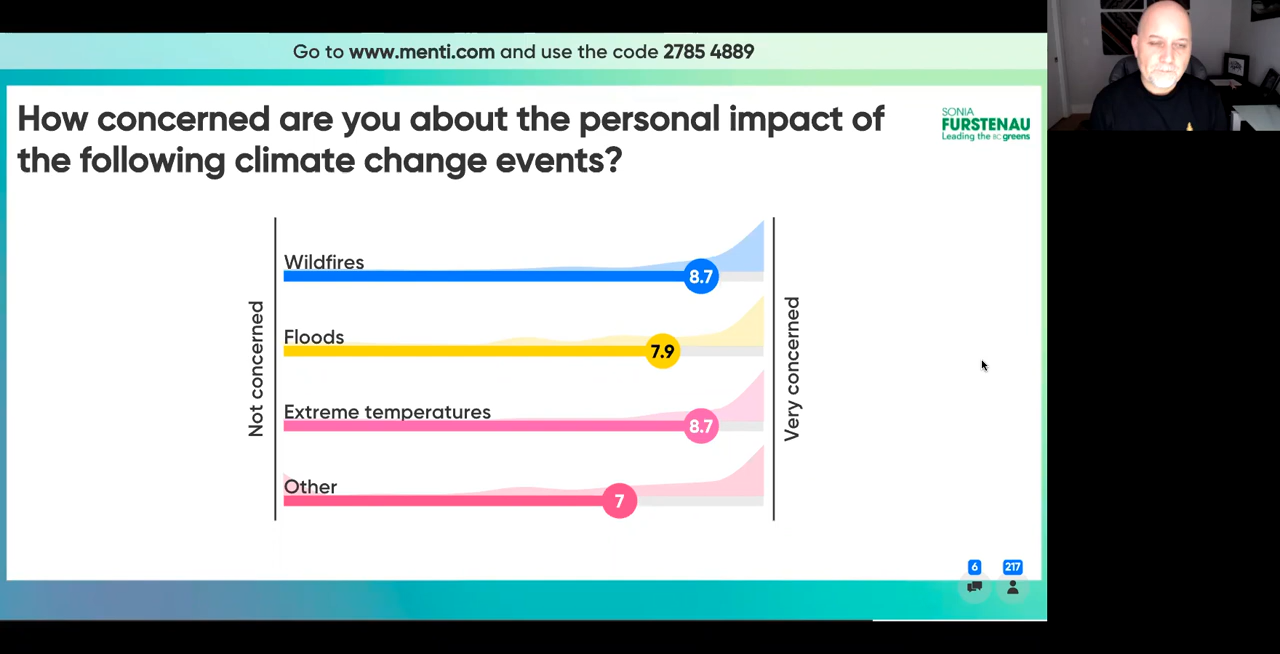 Go to www.menti.com and use the code 2785 4889
How concerned are you about the personal impact of
the following climate change events?
SONIA
FURSTENAU
Leading the BC greens
Not concerned
Wildfires
8.7
Floods
7.9
Extreme temperatures
8.7
Other
7
Very concerned
6
217